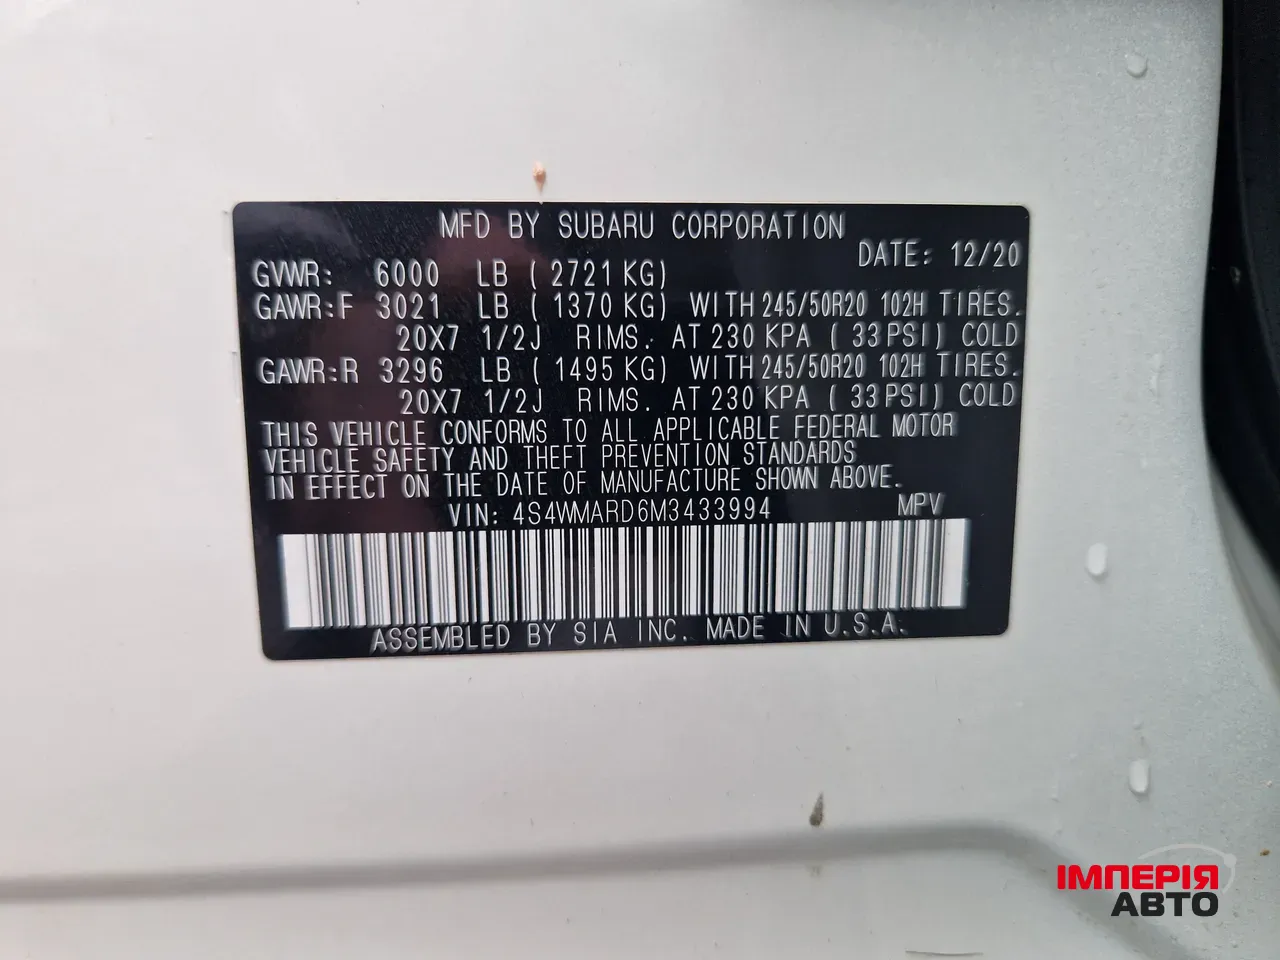 MFD BY SUBARU CORPORATION
DATE: 12/20
GVWR: 6000 LB ( 2721 KG)
GAWR:F 3021 LB ( 1370 KG) WITH 245/50R20 102H TIRES.
20X7 1/2J RIMS. AT 230 KPA ( 33 PSI) COLD
GAWR:R 3296 LB ( 1495 KG) WITH 245/50R20 102H TIRES.
20X7 1/2J RIMS. AT 230 KPA ( 33 PSI) COLD
THIS VEHICLE CONFORMS TO ALL APPLICABLE FEDERAL MOTOR
VEHICLE SAFETY AND THEFT PREVENTION STANDARDS
IN EFFECT ON THE DATE OF MANUFACTURE SHOWN ABOVE.
VIN: 4S4WMARD6M3433994 MPV
ASSEMBLED BY SIA INC. MADE IN U.S.A.
ІМПЕРІЯ
АВТО